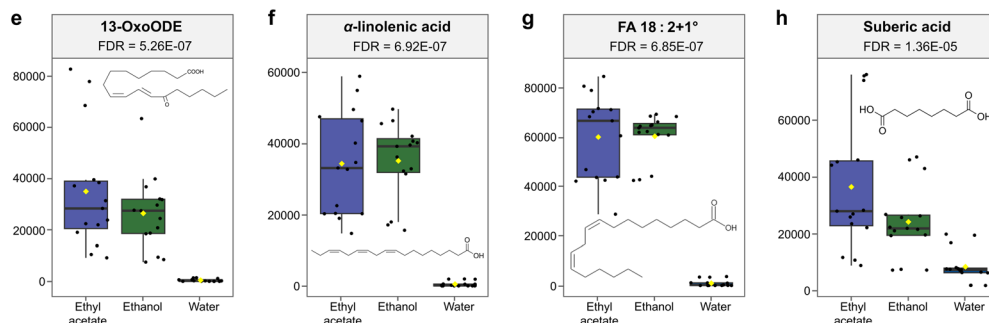 e
13-OxoODE
FDR = 5.26E-07
80000
60000
40000
20000
0
COOH
O
Ethyl
acetate
Ethanol
Water
f
α-linolenic acid
FDR = 6.92E-07
60000
40000
20000
0
O
OH
Ethyl
acetate
Ethanol
Water
g
FA 18 : 2+1°
FDR = 6.85E-07
80000
60000
40000
200000
0
O
OH
Ethyl
acetate
Ethanol
Water
h
Suberic acid
FDR = 1.36E-05
80000
60000
40000
20000
0
HO
O
O
OH
Ethyl
acetate
Ethanol
Water